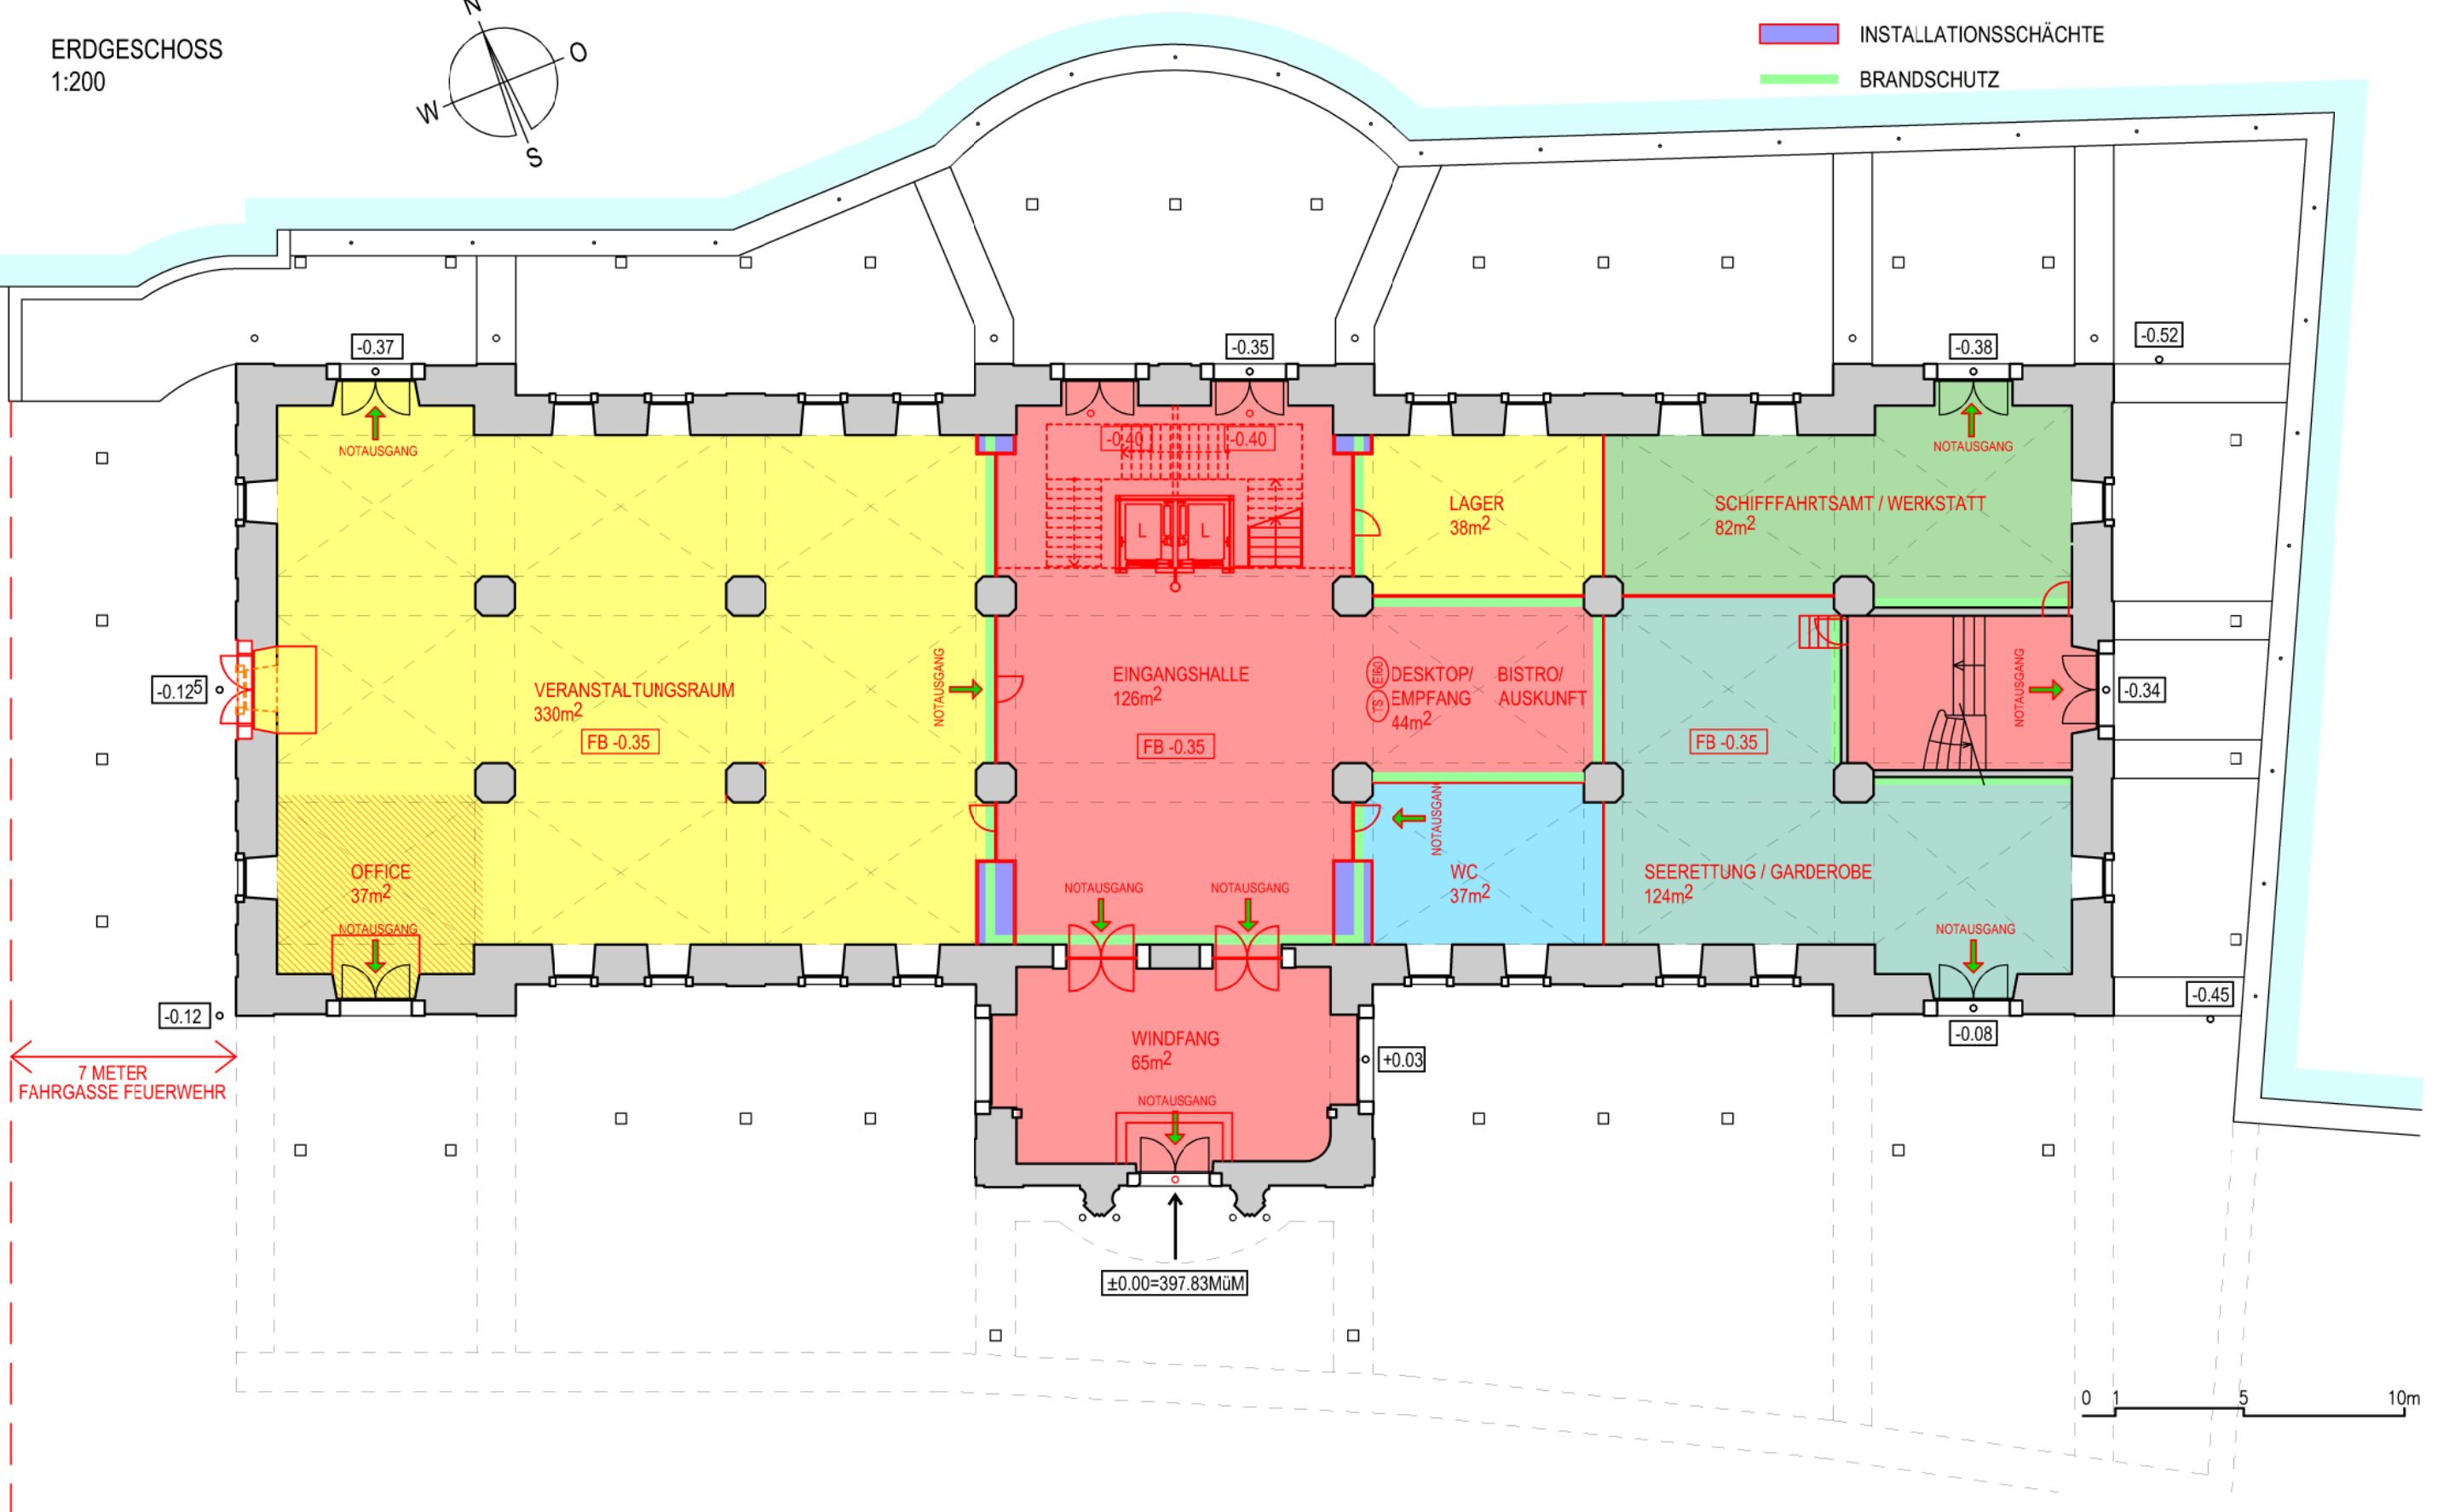 ERDGESCHOSS
1:200
N
O
W
S
INSTALLATIONSSCHÄCHTE
BRANDSCHUTZ
-0.37
-0.35
-0.38
-0.52
NOTAUSGANG
-0.40
-0.40
NOTAUSGANG
LAGER
38m²
SCHIFFFAHRTSAMT / WERKSTATT
82m²
L
L
NOTAUSGANG
-0.12⁵
VERANSTALTUNGSRAUM
330m²
FB -0.35
EINGANGSHALLE
126m²
FB -0.35
EI60
TS
DESKTOP/
EMPFANG
44m²
BISTRO/
AUSKUNFT
FB -0.35
NOTAUSGANG
-0.34
NOTAUSGANG
OFFICE
37m²
NOTAUSGANG
NOTAUSGANG
NOTAUSGANG
WC
37m²
SEERETTUNG / GARDEROBE
124m²
NOTAUSGANG
-0.12
-0.45
-0.08
WINDFANG
65m²
+0.03
NOTAUSGANG
7 METER
FAHRGASSE FEUERWEHR
±0.00=397.83MüM
0 1 5 10m